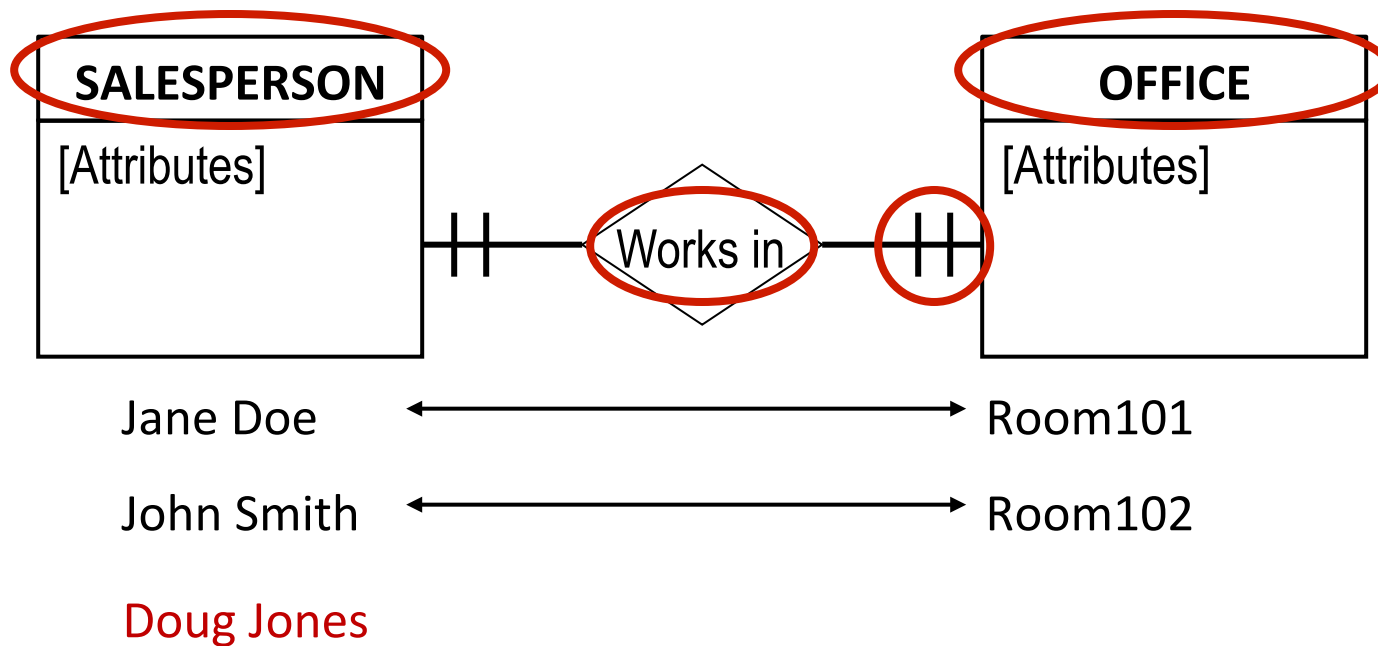 SALESPERSON OFFICE
[Attributes] [Attributes]
Works in
Jane Doe Room101
John Smith Room102
Doug Jones